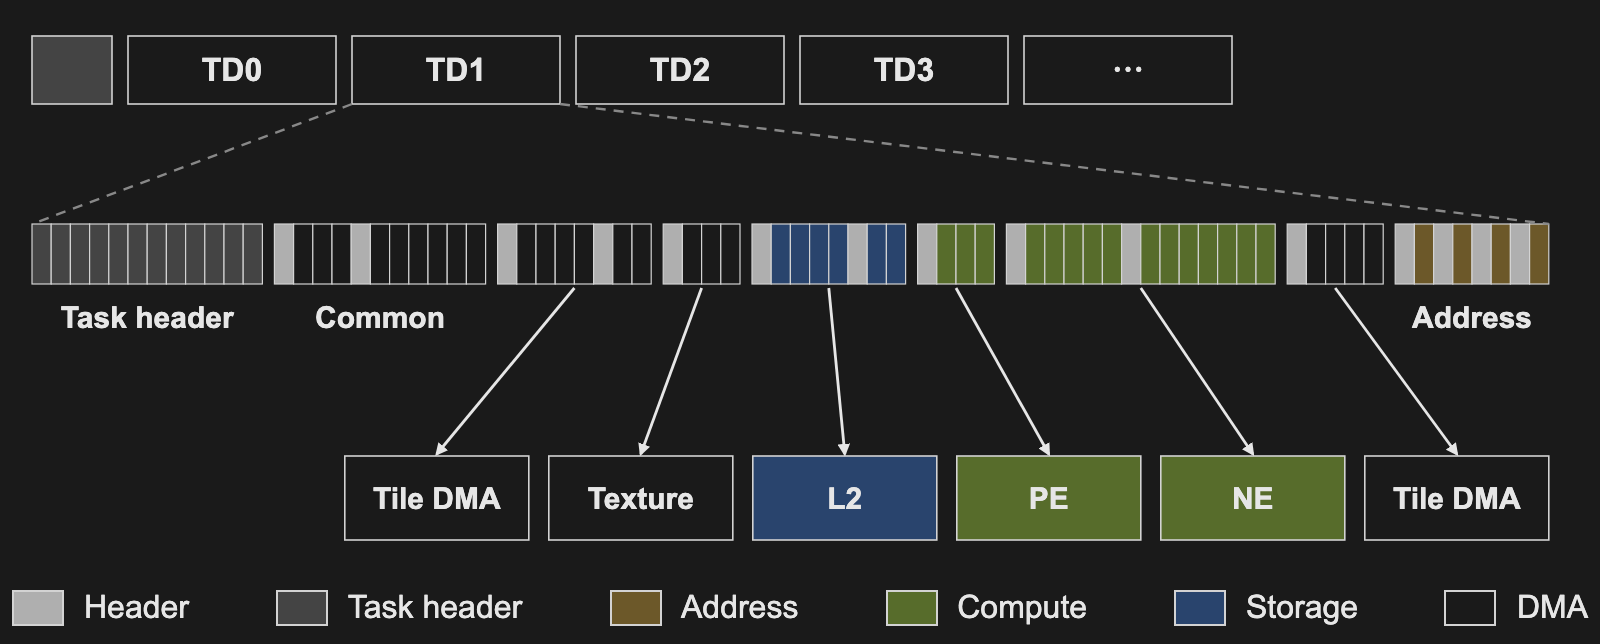 TD0 TD1 TD2 TD3 ...
Task header Common Address
Tile DMA Texture L2 PE NE Tile DMA
Header Task header Address Compute Storage DMA